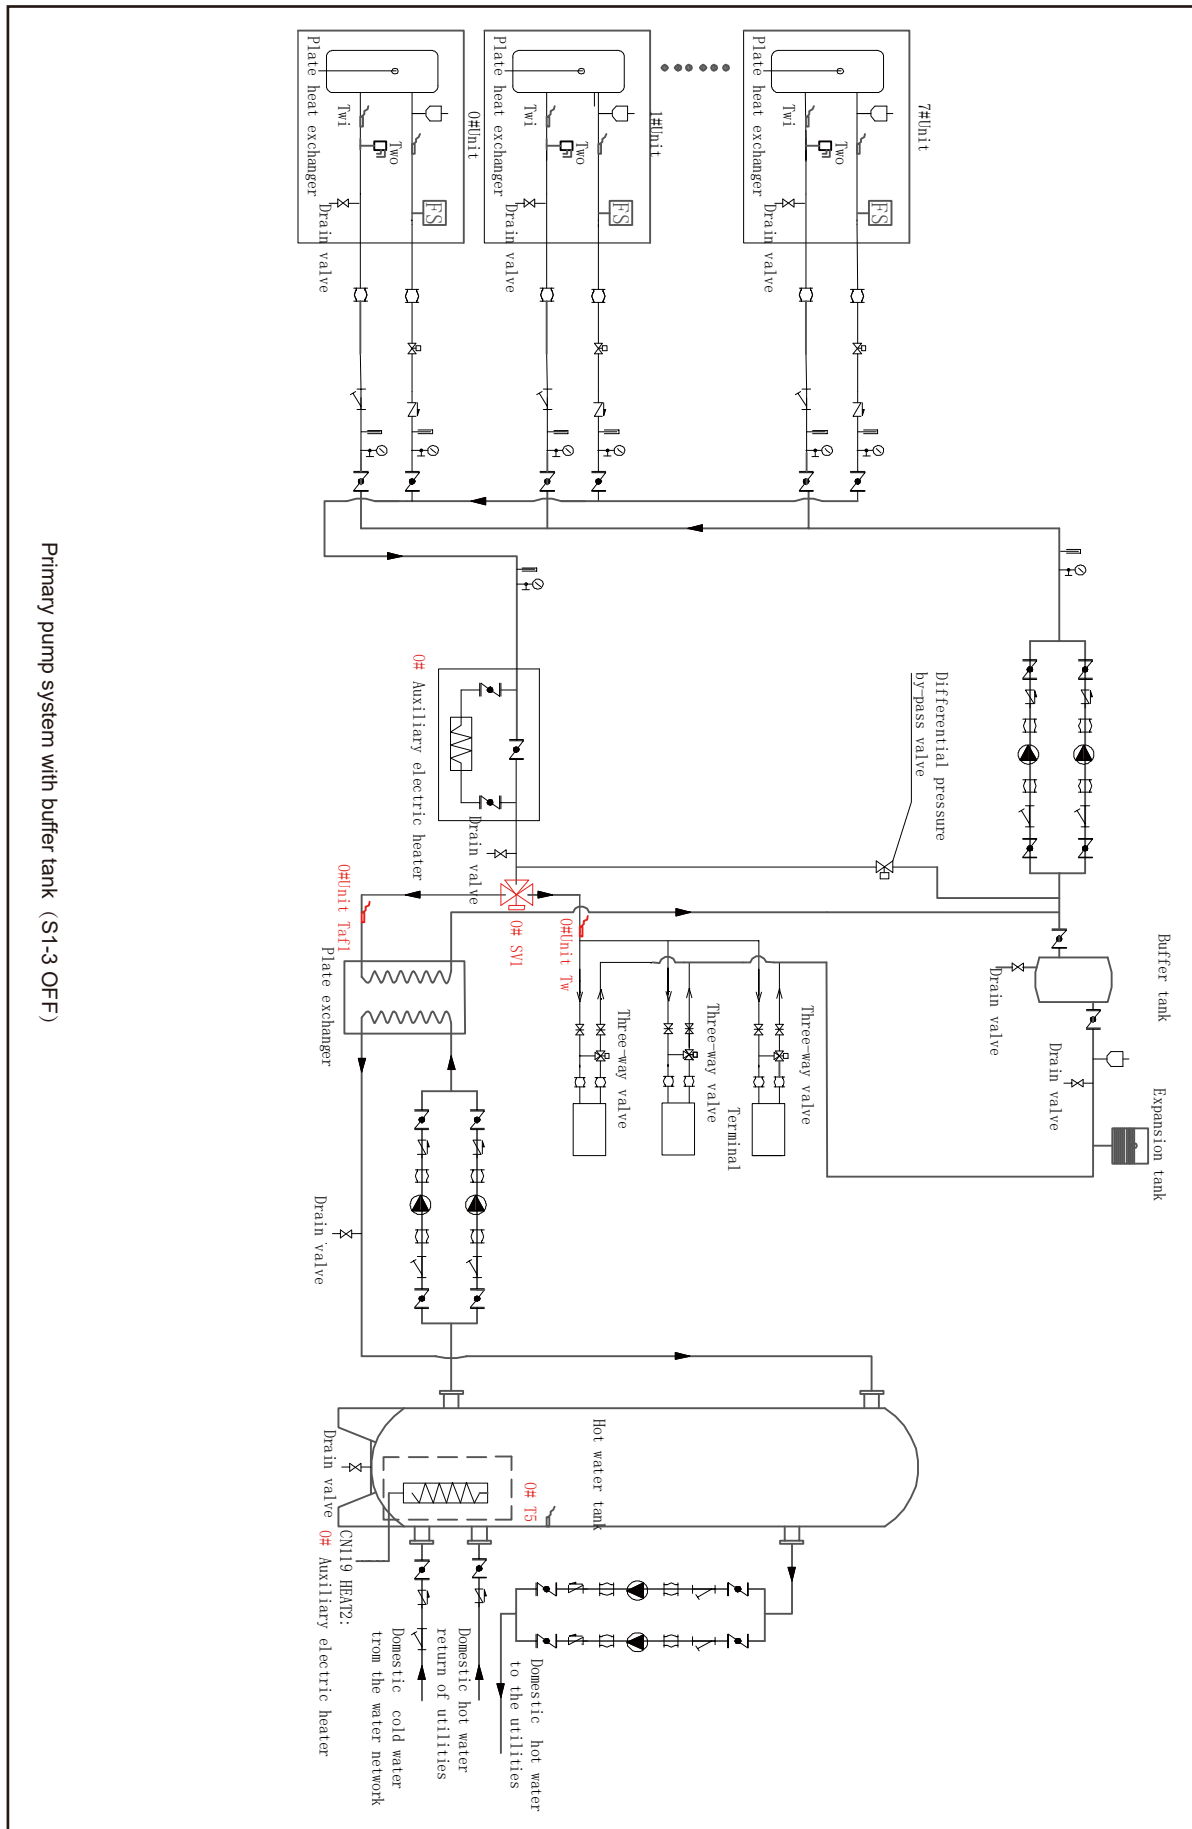 Primary pump system with buffer tank (S1-3 OFF)
Plate heat exchanger
Twi
Two
0#Unit
FS
Drain valve
Plate heat exchanger
Twi
Two
1#Unit
FS
Drain valve
Plate heat exchanger
Twi
Two
7#Unit
FS
Drain valve
0# Auxiliary electric heater
Drain valve
Differential pressure
by-pass valve
0# SV1
0#Unit Taf1
0#Unit Tw
Plate exchanger
Three-way valve
Three-way valve
Three-way valve
Terminal
Buffer tank
Drain valve
Drain valve
Expansion tank
Drain valve
Hot water tank
0# T5
Drain valve
CN119 HEAT2:
0# Auxiliary electric heater
Domestic cold water
trom the water network
Domestic hot water
return of utilities
Domestic hot water
to the utilities